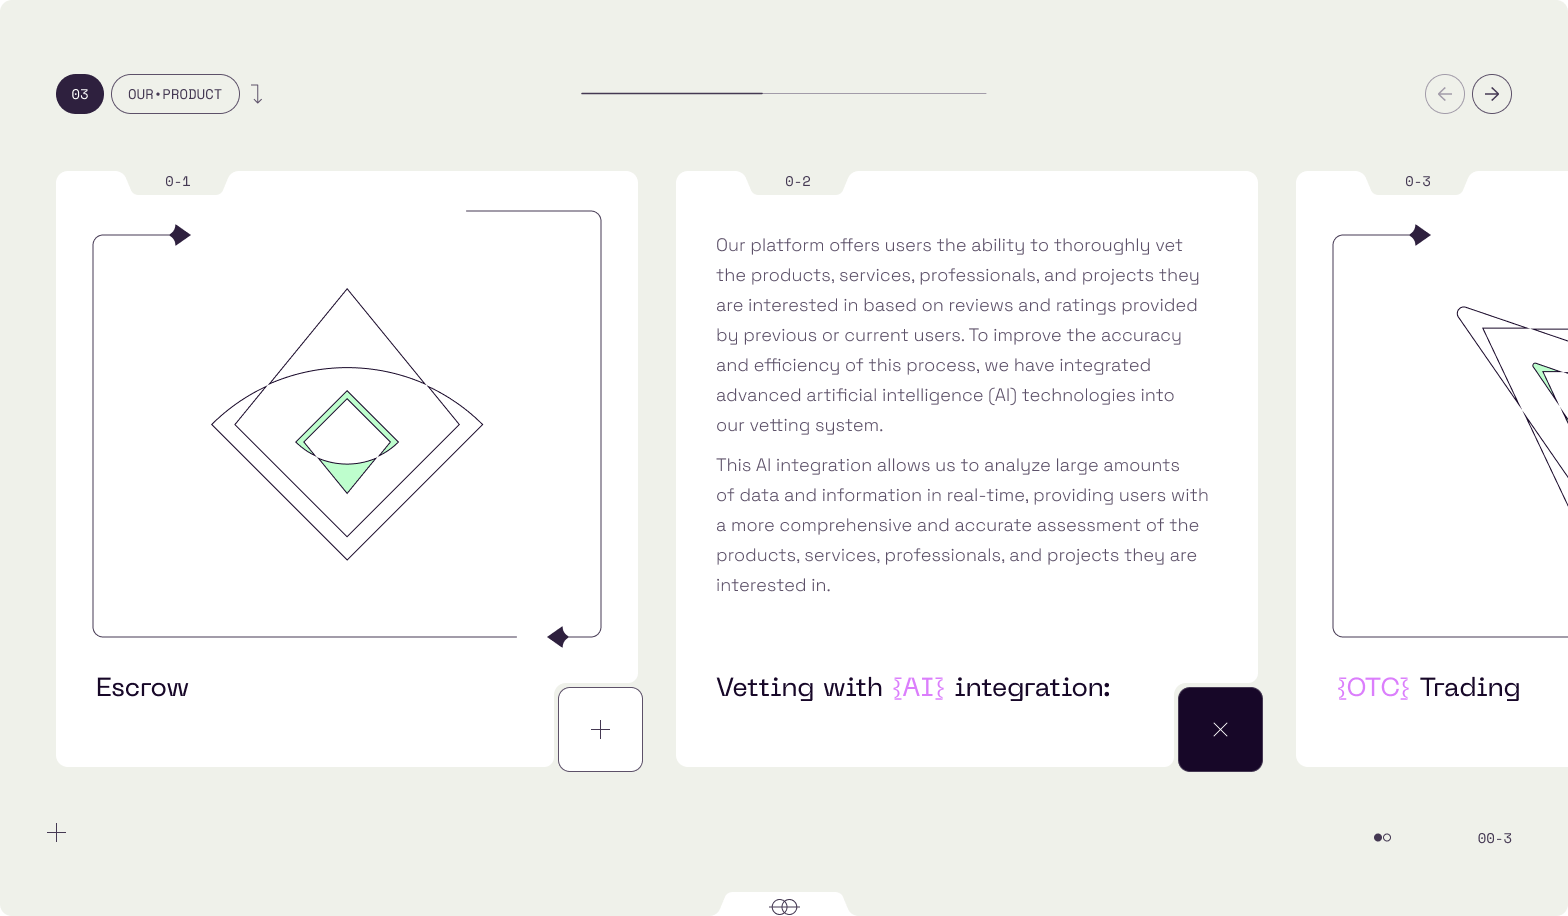 03 OUR•PRODUCT
0-1
Escrow
0-2
Our platform offers users the ability to thoroughly vet
the products, services, professionals, and projects they
are interested in based on reviews and ratings provided
by previous or current users. To improve the accuracy
and efficiency of this process, we have integrated
advanced artificial intelligence (AI) technologies into
our vetting system.
This AI integration allows us to analyze large amounts
of data and information in real-time, providing users with
a more comprehensive and accurate assessment of the
products, services, professionals, and projects they are
interested in.
Vetting with {AI} integration:
0-3
{OTC} Trading
00-3